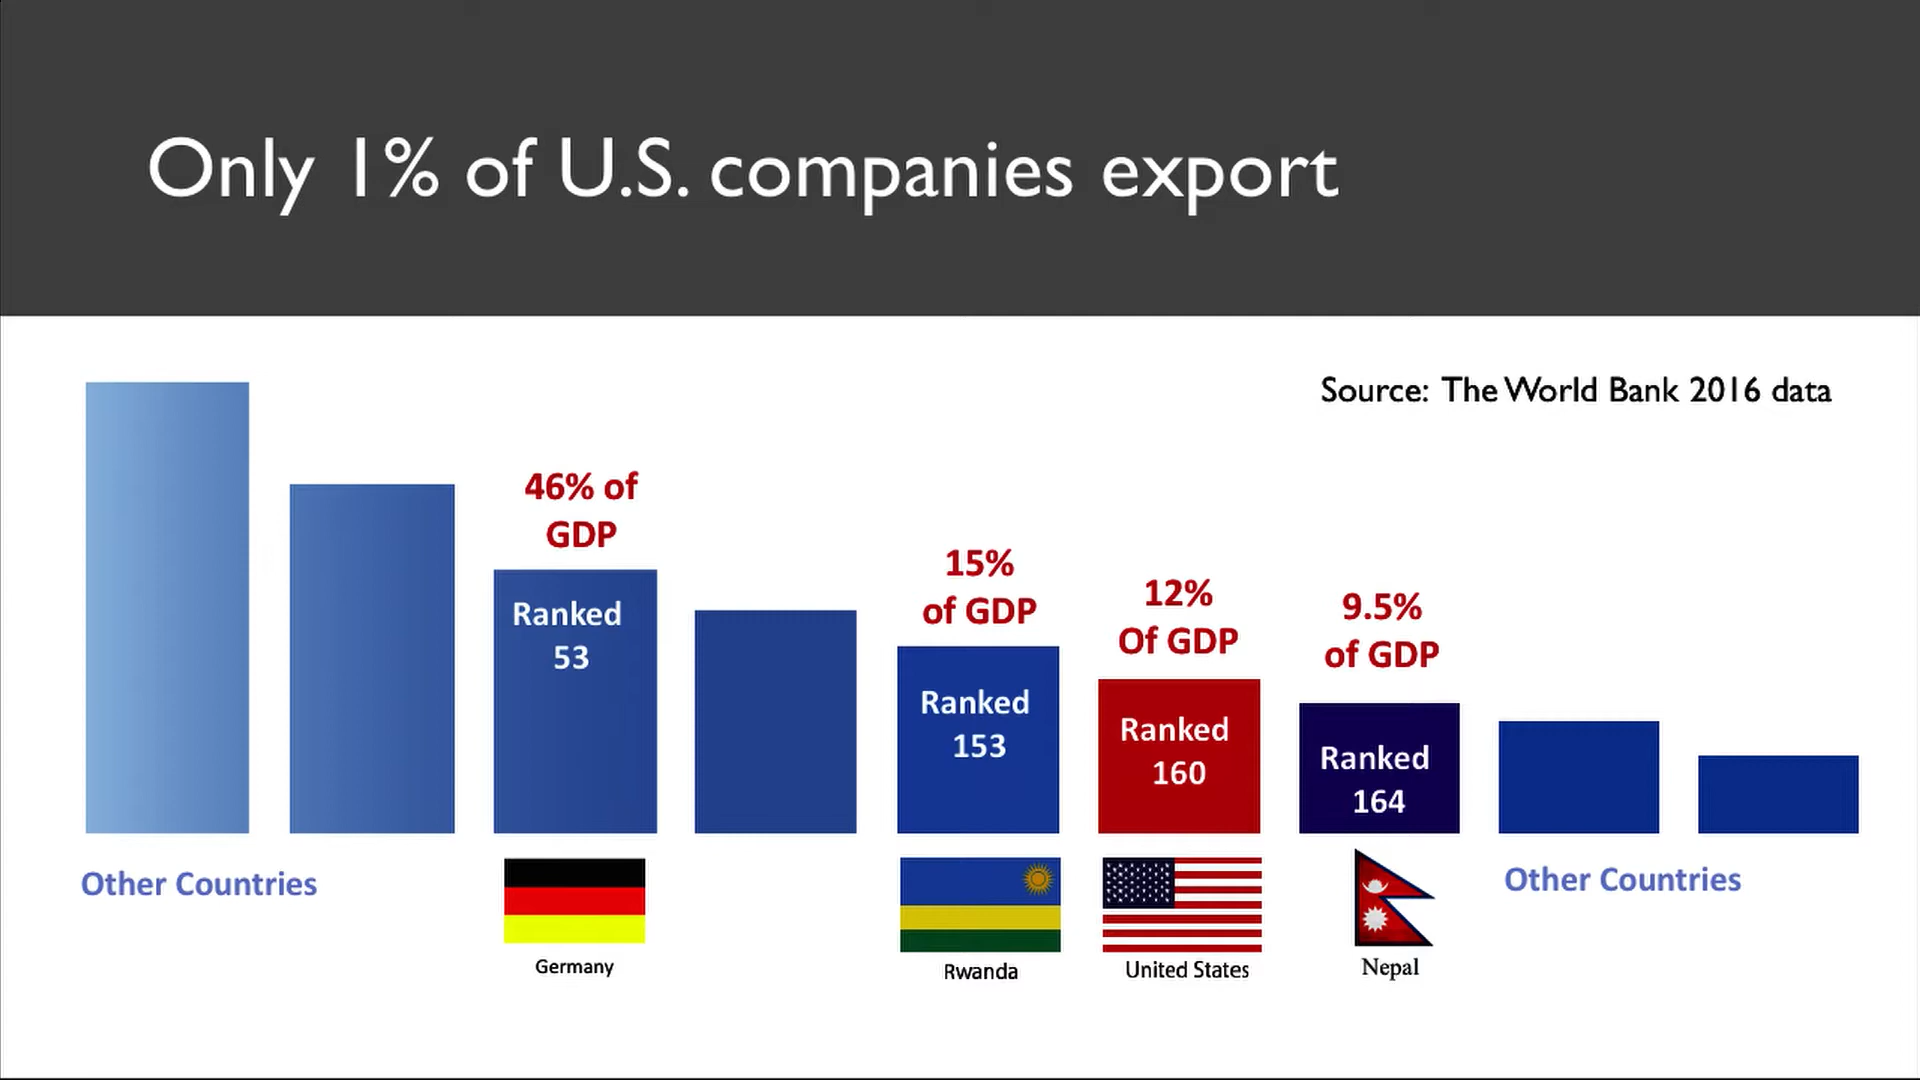 Only 1% of U.S. companies export
Source: The World Bank 2016 data
46% of
GDP
Ranked
53
15%
of GDP
Ranked
153
12%
Of GDP
Ranked
160
9.5%
of GDP
Ranked
164
Other Countries
Germany
Rwanda
United States
Nepal
Other Countries